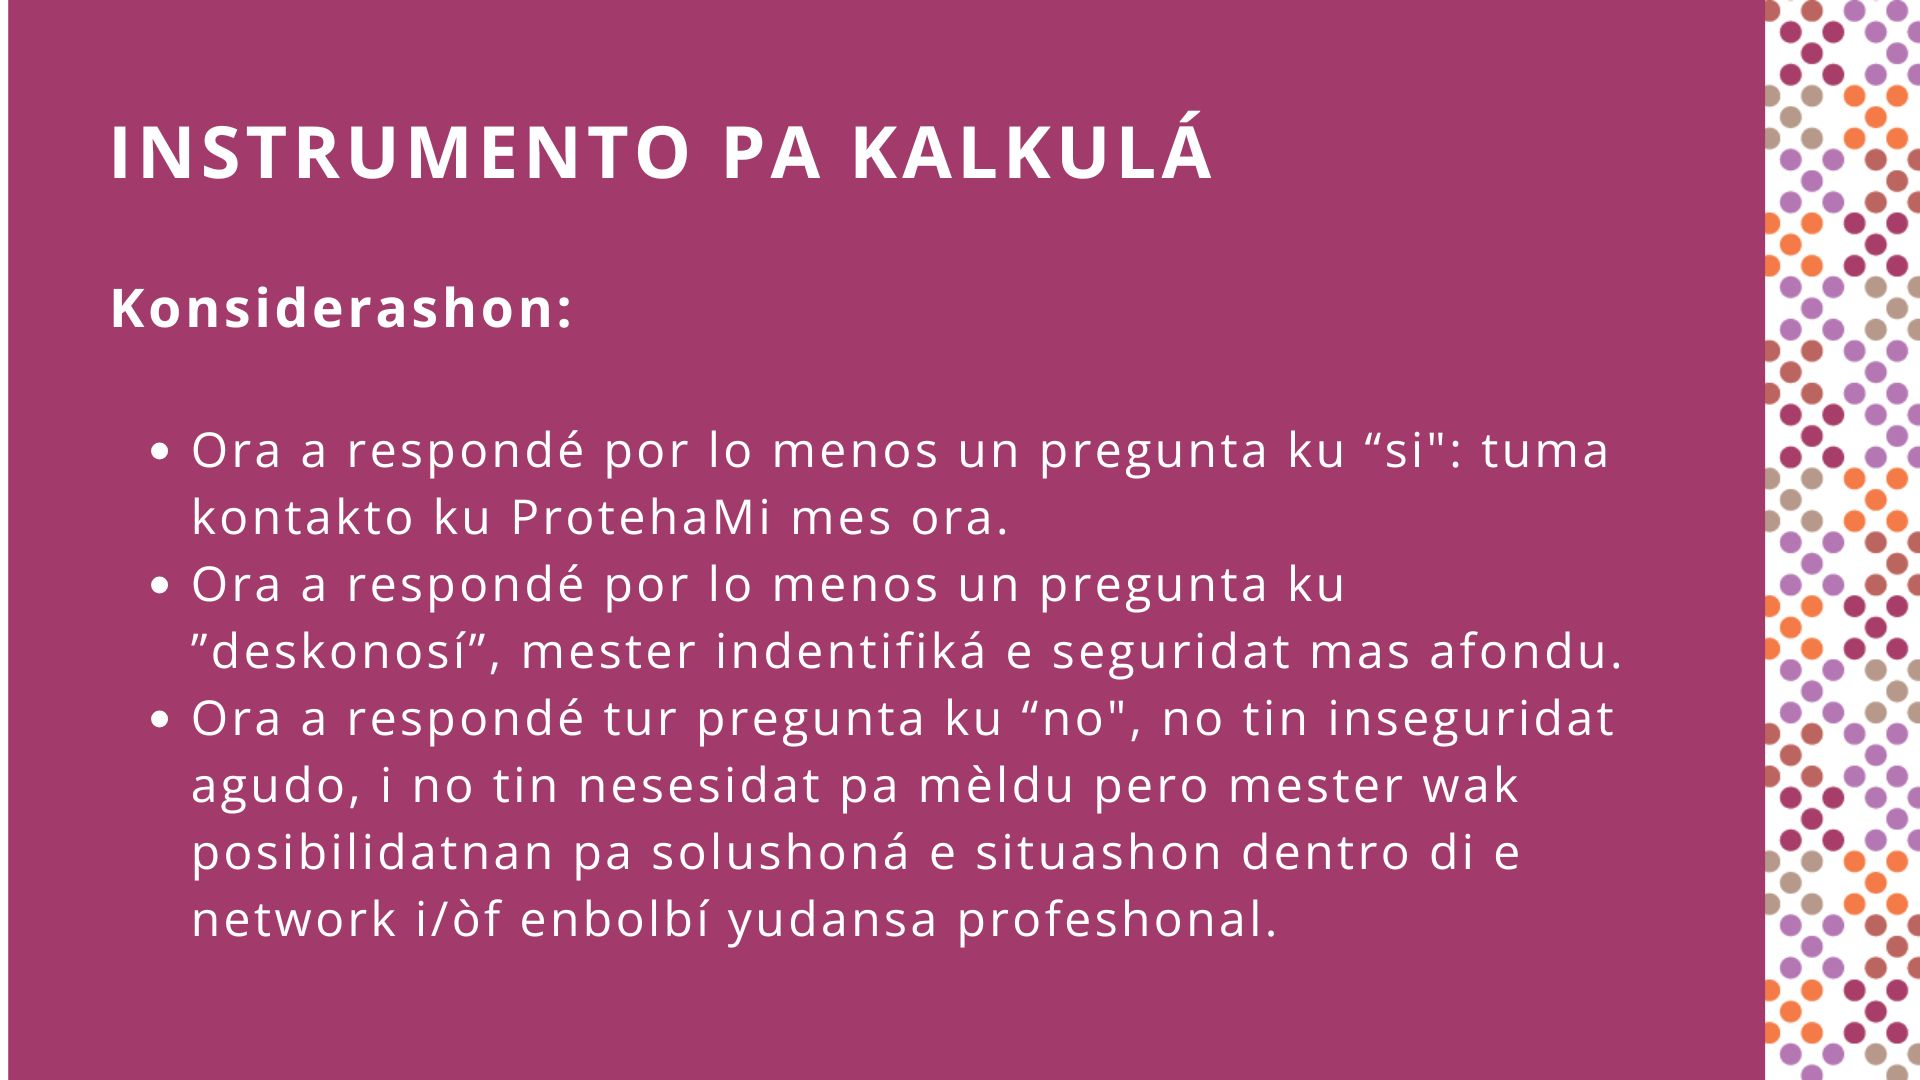 INSTRUMENTO PA KALKULÁ
Konsiderashon:
• Ora a respondé por lo menos un pregunta ku “si": tuma
kontakto ku ProtehaMi mes ora.
• Ora a respondé por lo menos un pregunta ku
”deskonosí”, mester indentifiká e seguridat mas afondu.
• Ora a respondé tur pregunta ku “no", no tin inseguridat
agudo, i no tin nesesidat pa mèldu pero mester wak
posibilidatnan pa solushoná e situashon dentro di e
network i/òf enbolbí yudansa profeshonal.